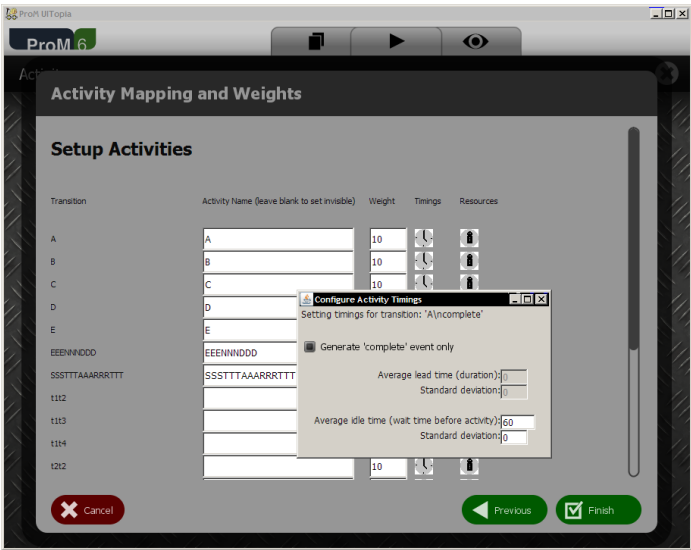 ProM UITopia
ProM 6
Activity Mapping and Weights
Setup Activities
Transition Activity Name (leave blank to set invisible) Weight Timings Resources
A A 10
B B 10
C C 10
D D
E E
EEENNNDDD EEENNNDDD
SSSTTTAAARRRTTT SSSTTTAAARRRTTT
t1t2
t1t3
t1t4
t2t2 10
Configure Activity Timings
Setting timings for transition: 'A\ncomplete'
Generate 'complete' event only
Average lead time (duration): 0
Standard deviation: 0
Average idle time (wait time before activity): 60
Standard deviation: 0
Cancel Previous Finish